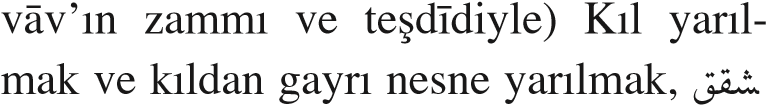 vāv’ın zammı ve teşdīdiyle) Kıl yarıl-
mak ve kıldan gayrı nesne yarılmak, شقق